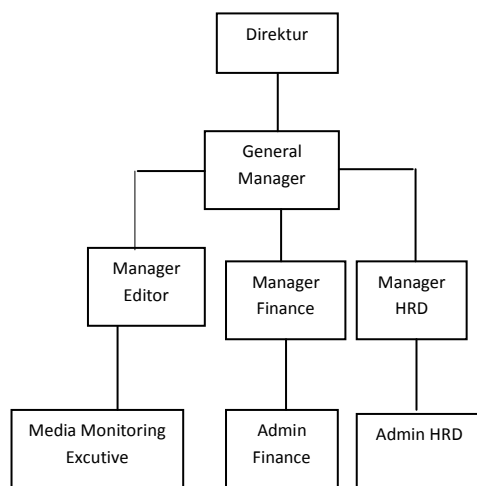 Direktur
General
Manager
Manager
Editor
Manager
Finance
Manager
HRD
Media Monitoring
Excutive
Admin
Finance
Admin HRD